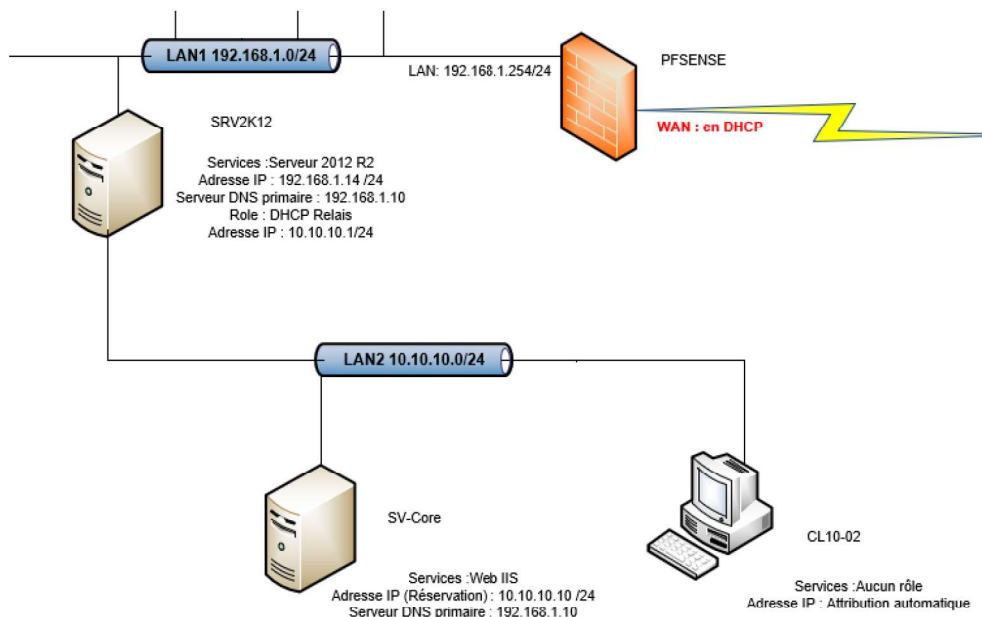 LAN1 192.168.1.0/24
LAN: 192.168.1.254/24
PFSENSE
WAN : en DHCP
SRV2K12
Services :Serveur 2012 R2
Adresse IP : 192.168.1.14 /24
Serveur DNS primaire : 192.168.1.10
Role : DHCP Relais
Adresse IP : 10.10.10.1/24
LAN2 10.10.10.0/24
SV-Core
Services :Web IIS
Adresse IP (Réservation) : 10.10.10.10 /24
Serveur DNS primaire : 192.168.1.10
CL10-02
Services :Aucun rôle
Adresse IP : Attribution automatique